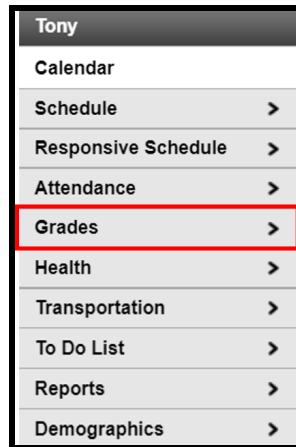 Tony
Calendar
Schedule
Responsive Schedule
Attendance
Grades
Health
Transportation
To Do List
Reports
Demographics